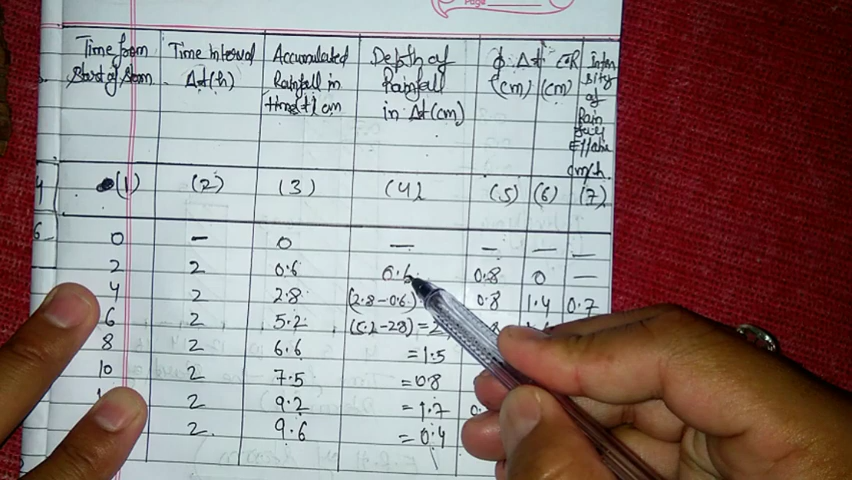 Page
Time from Start of Storm | Time Interval Δt(h) | Accumulated Rainfall in time t, cm | Depth of Rainfall in Δt (cm) | ϕ.Δt (cm) | ER (cm) | Intensity of Rainfall Effective cm/h.
(1) (2) (3) (4) (5) (6) (7)
0 – 0 – – – –
2 2 0.6 0.6 0.8 0 –
4 2 2.8 (2.8-0.6) 0.8 1.4 0.7
6 2 5.2 (5.2-28) =
8 2 6.6 = 1.5
10 2 7.5 = 0.8
2 9.2 = 1.7 0.
2. 9.6 = 0.4